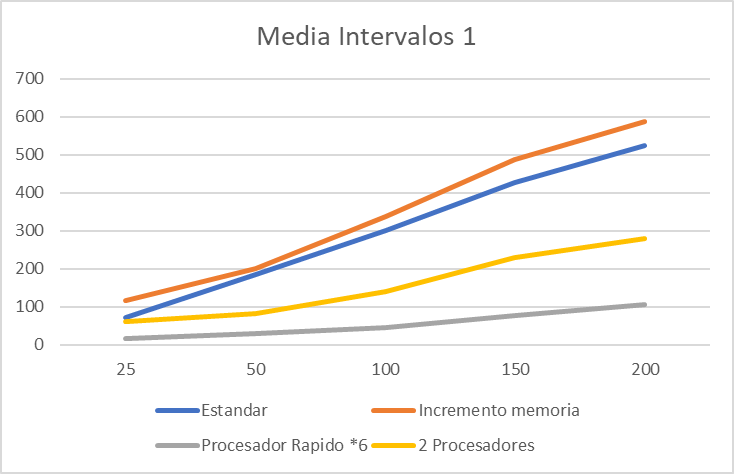 Media Intervalos 1
700
600
500
400
300
200
100
0
25 50 100 150 200
Estandar Incremento memoria
Procesador Rapido *6 2 Procesadores